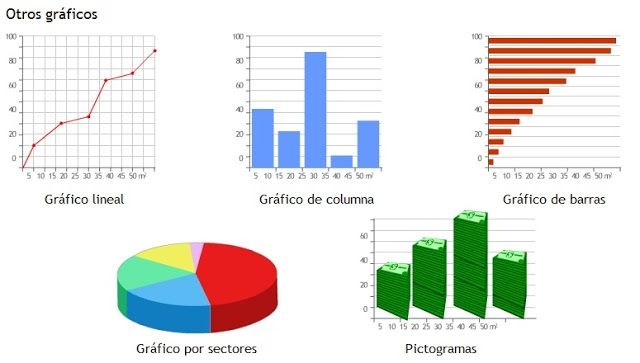 Otros gráficos
100
80
60
40
20
0
5 10 15 20 25 30 35 40 45 50 m²
Gráfico lineal
100
80
60
40
20
0
5 10 15 20 25 30 35 40 45 50 m²
Gráfico de columna
100
80
60
40
20
0
5 10 15 20 25 30 35 40 45 50 m²
Gráfico de barras
Gráfico por sectores
60
40
20
0
5 10 15 20 25 30 35 40 45 50 m²
Pictogramas